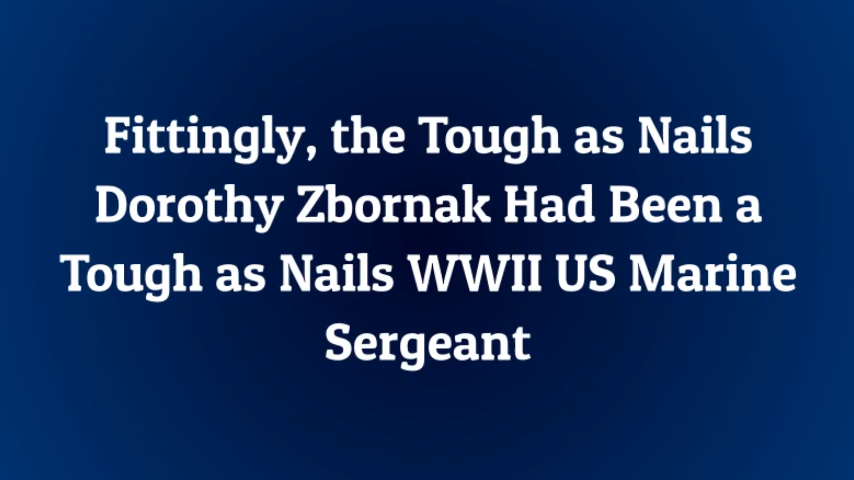 Fittingly, the Tough as Nails
Dorothy Zbornak Had Been a
Tough as Nails WWII US Marine
Sergeant